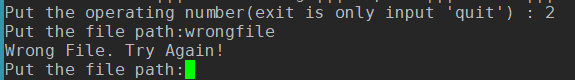 Put the operating number(exit is only input 'quit') : 2
Put the file path:wrongfile
Wrong File. Try Again!
Put the file path: